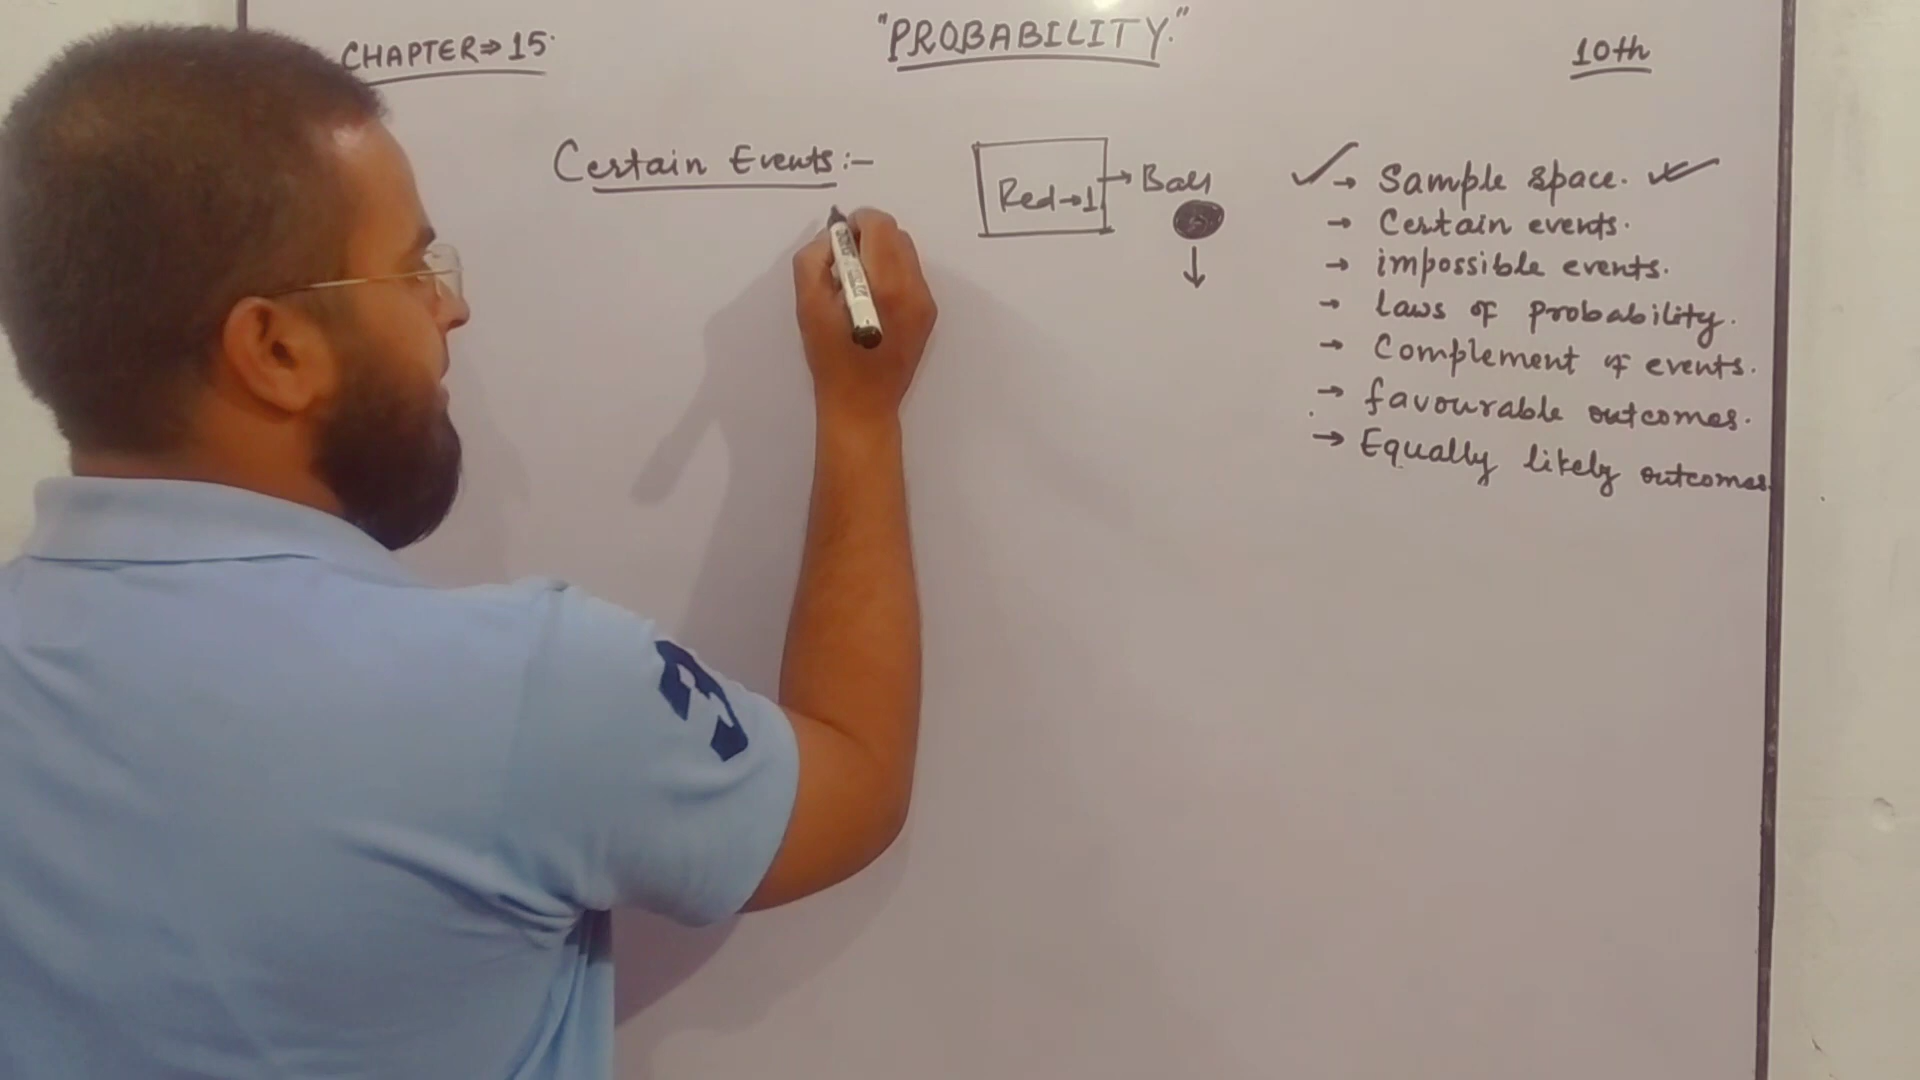 CHAPTER⇒15.
"PROBABILITY."
10th
Certain Events:-
Red→1
→ Ball
→ Sample space.
→ Certain events.
→ impossible events.
→ laws of probability.
→ Complement of events.
→ favourable outcomes.
→ Equally likely outcomes.